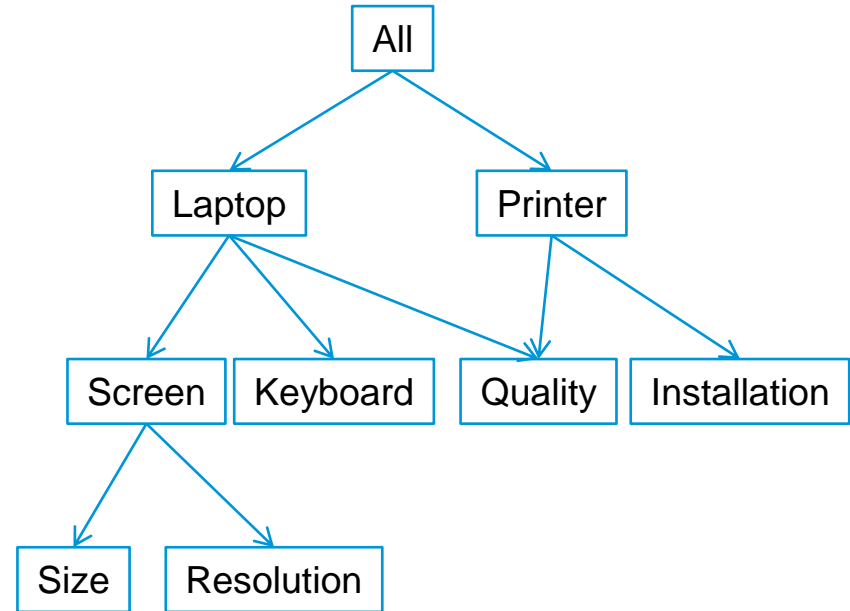 All
Laptop
Printer
Screen
Keyboard
Quality
Installation
Size
Resolution